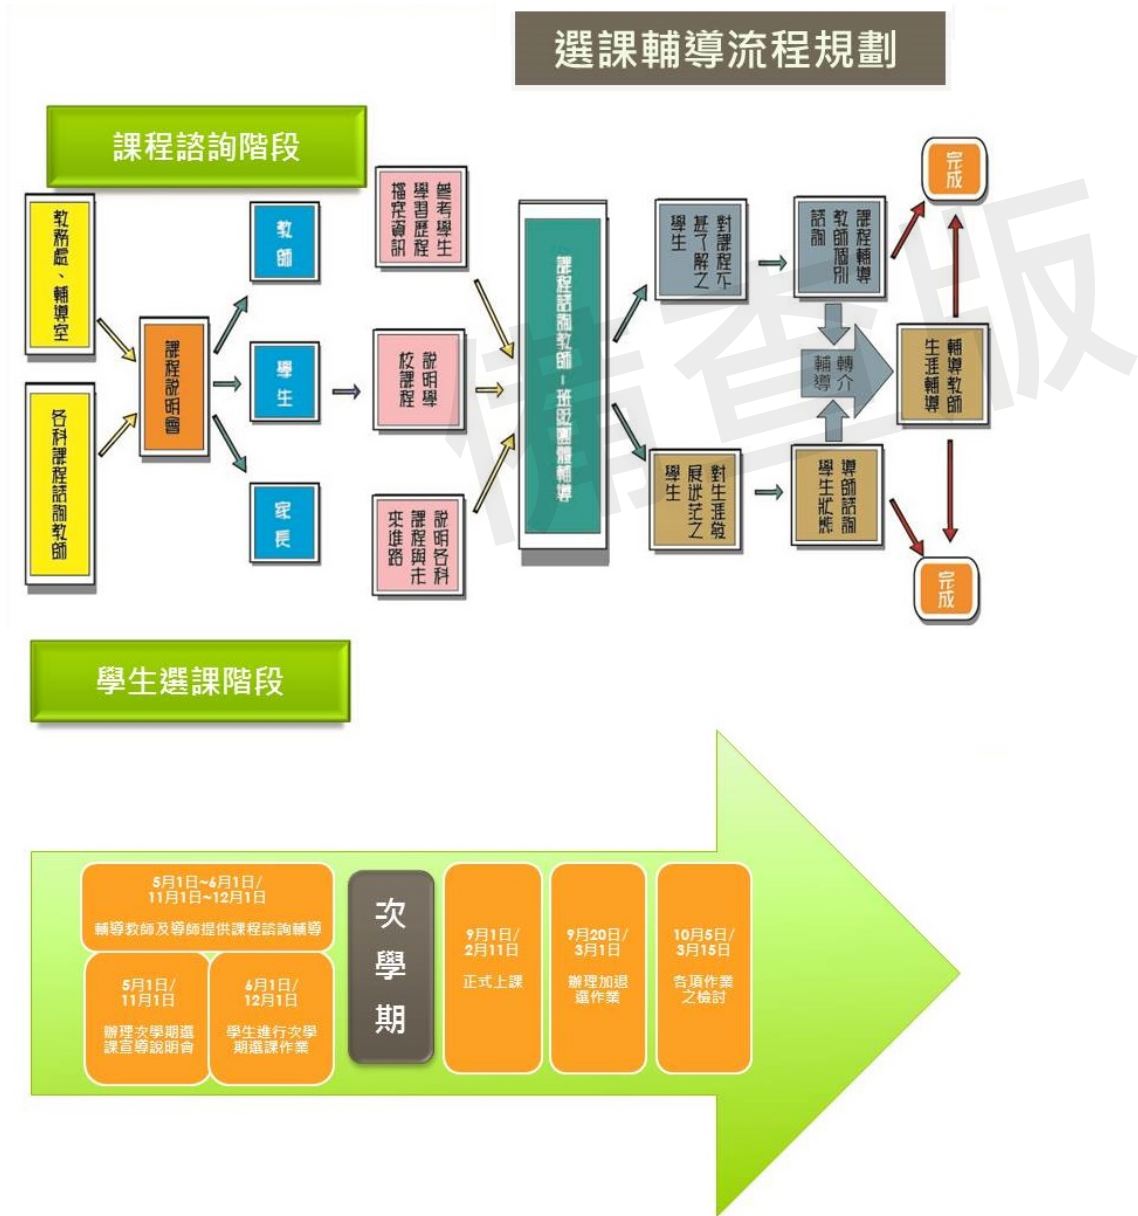 選課輔導流程規劃
課程諮詢階段
教務處、輔導室
各科課程諮詢教師
課程說明會
教師
學生
家長
參考學生
學習歷程
檔案資訊
說明學
校課程
說明各科
課程與未
來進路
課程諮詢教師-班級團體輔導
對課程不
甚了解之
學生
對生涯發
展迷茫之
學生
課程輔導
教師個別
諮詢
轉介
輔導
導師諮詢
學生狀態
輔導教師
生涯輔導
完成
完成
備查版
學生選課階段
5月1日~6月1日/
11月1日~12月1日
輔導教師及導師提供課程諮詢輔導
5月1日/
11月1日
辦理次學期選
課宣導說明會
6月1日/
12月1日
學生進行次學
期選課作業
次
學
期
9月1日/
2月11日
正式上課
9月20日/
3月1日
辦理加退
選作業
10月5日/
3月15日
各項作業
之檢討